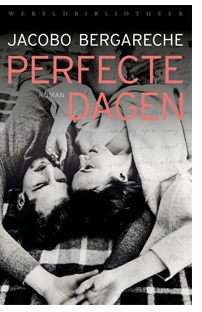 WERELDBIBLIOTHEEK
JACOBO BERGARECHE
PERFECTE
ROMAN
DAGEN